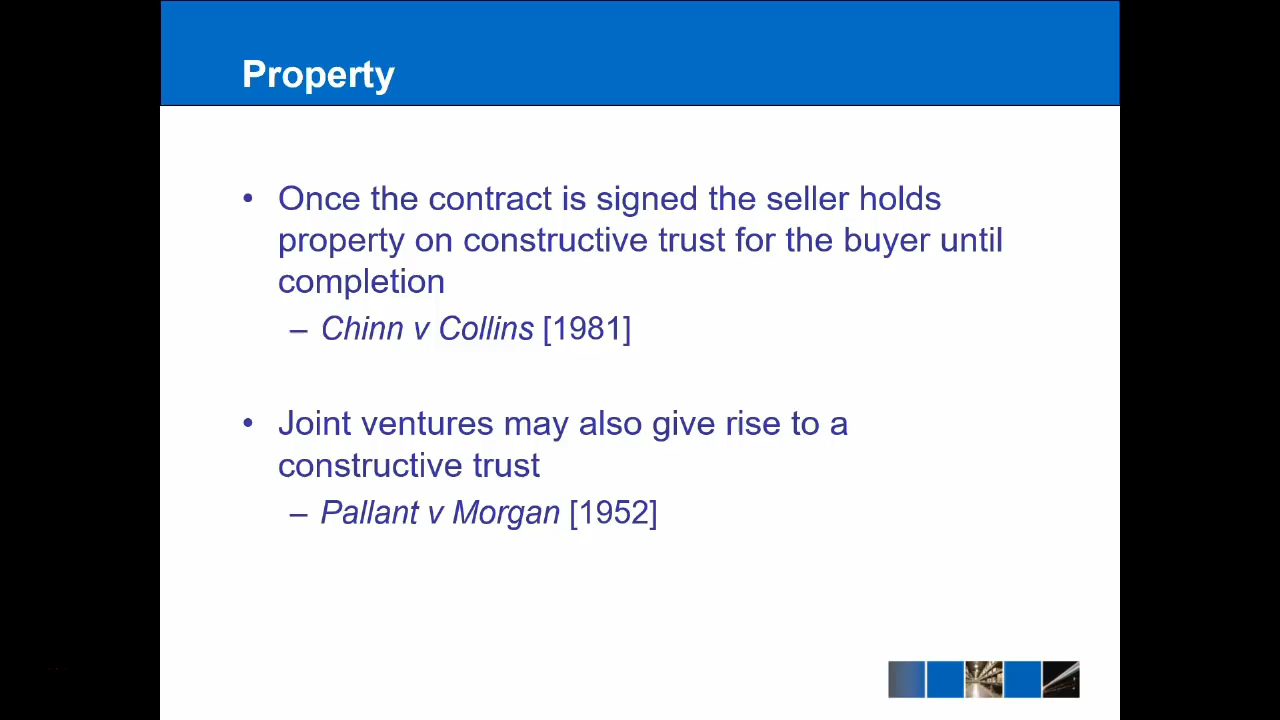 Property
• Once the contract is signed the seller holds
property on constructive trust for the buyer until
completion
– Chinn v Collins [1981]
• Joint ventures may also give rise to a
constructive trust
– Pallant v Morgan [1952]